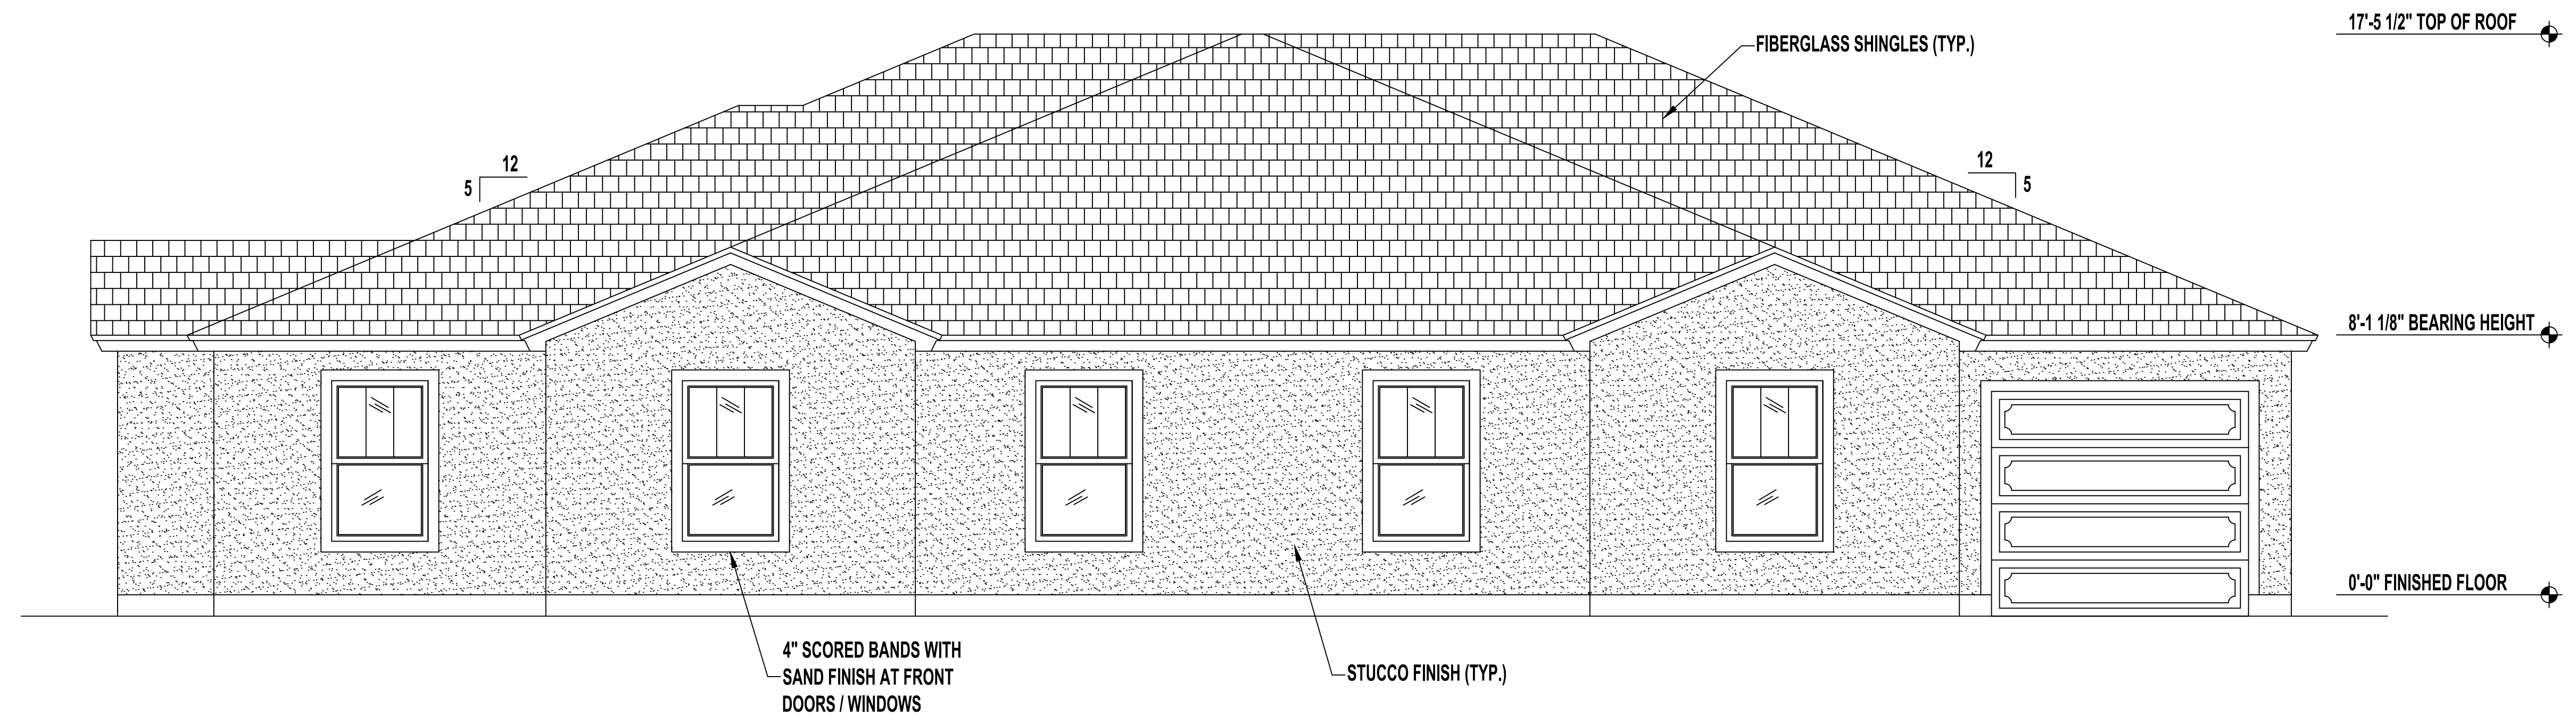 17'-5 1/2" TOP OF ROOF
FIBERGLASS SHINGLES (TYP.)
12
5
12
5
8'-1 1/8" BEARING HEIGHT
0'-0" FINISHED FLOOR
4" SCORED BANDS WITH
SAND FINISH AT FRONT
DOORS / WINDOWS
STUCCO FINISH (TYP.)